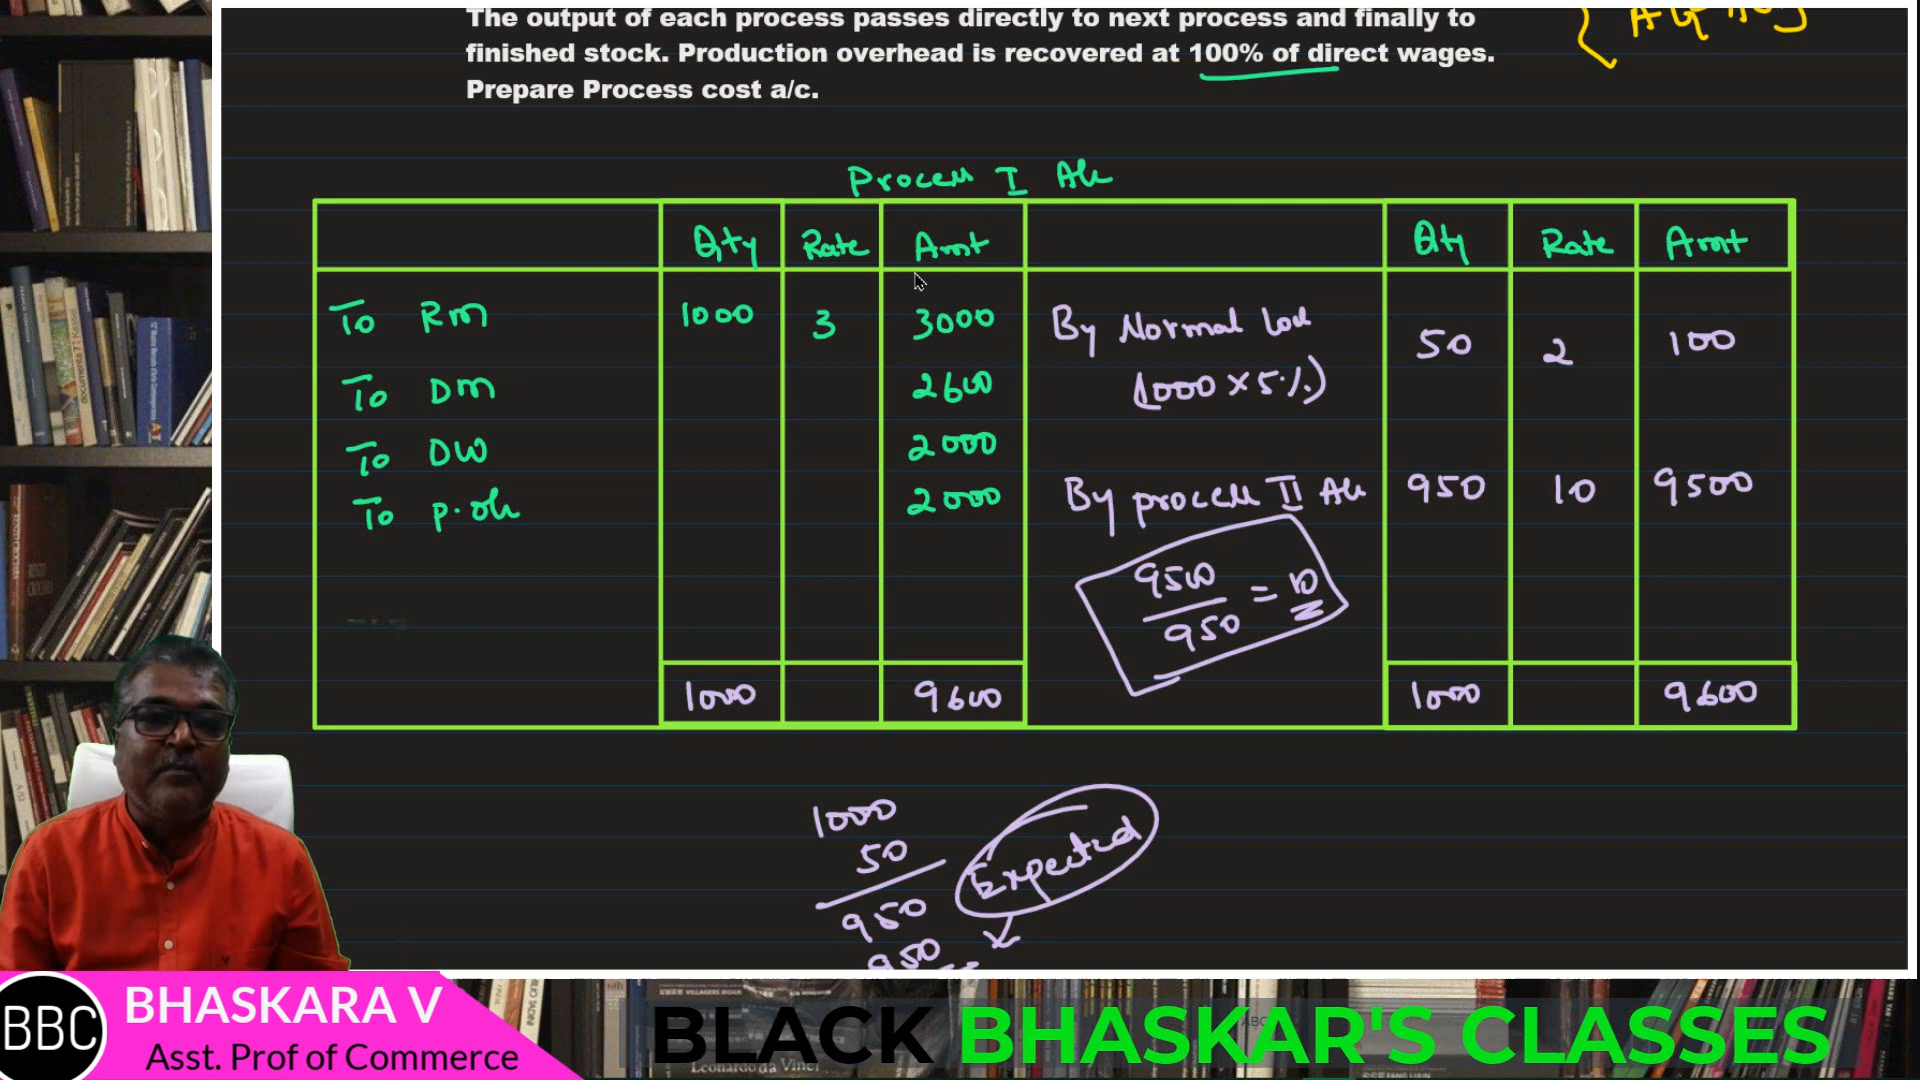 The output of each process passes directly to next process and finally to
finished stock. Production overhead is recovered at 100% of direct wages.
Prepare Process cost a/c.
Process I A/c
Qty Rate Amt Qty Rate Amt
To RM 1000 3 3000 By Normal loss 50 2 100
(1000 × 5%)
To DM 2600
To DW 2000
To P.oh 2000 By process II A/c 950 10 9500
9500
950
= 10
1000 9600 1000 9600
1000
50
950
950
Expected
BBC
BHASKARA V
Asst. Prof of Commerce
BLACK BHASKAR'S CLASSES
Leonardo da Vinci